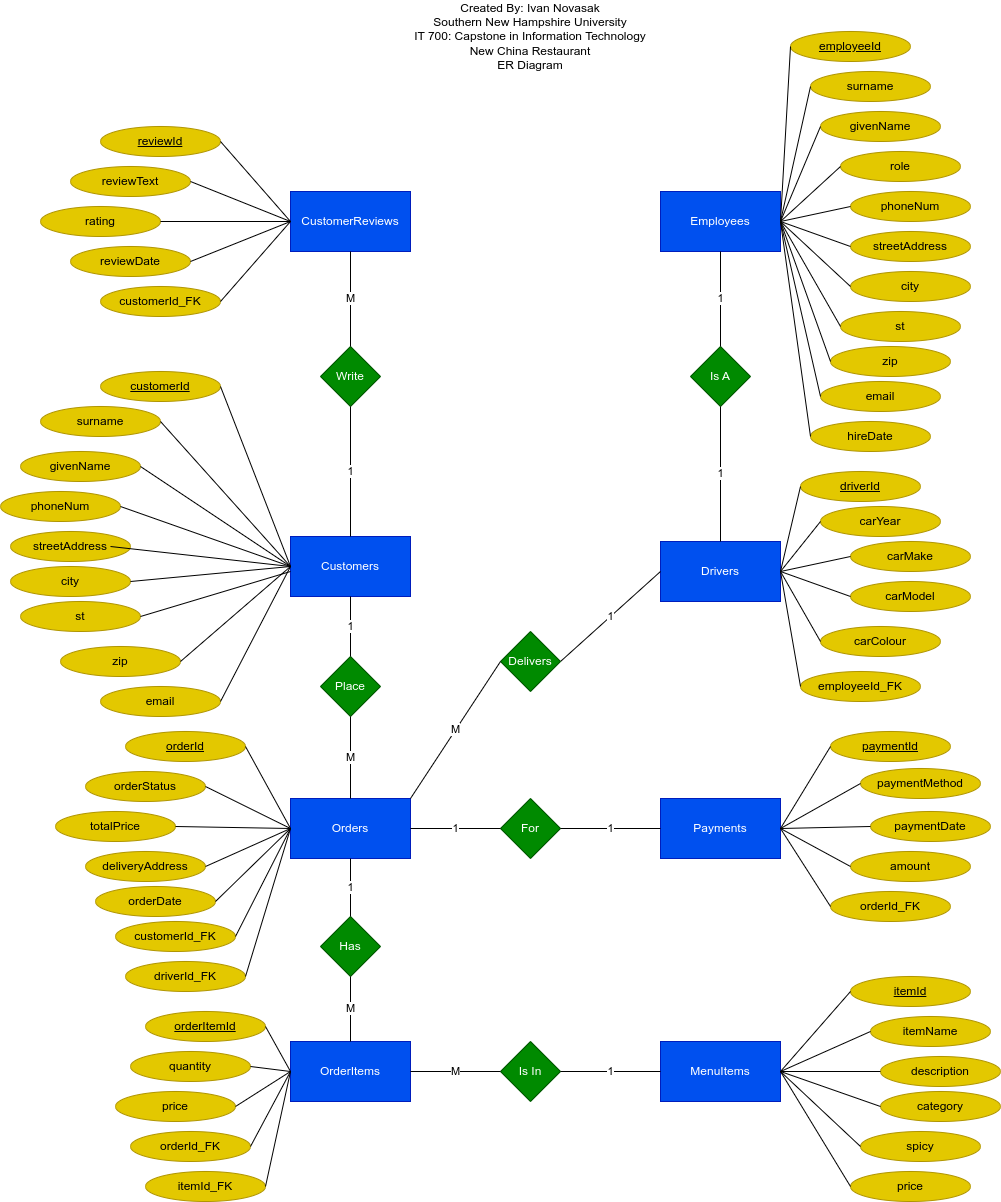 Created By: Ivan Novasak
Southern New Hampshire University
IT 700: Capstone in Information Technology
New China Restaurant
ER Diagram
reviewId
reviewText
rating
reviewDate
customerId_FK
CustomerReviews
M
Write
1
customerId
surname
givenName
phoneNum
streetAddress
city
st
zip
email
Customers
1
Place
M
orderId
orderStatus
totalPrice
deliveryAddress
orderDate
customerId_FK
driverId_FK
Orders
1
Has
M
orderItemId
quantity
price
orderId_FK
itemId_FK
OrderItems
employeeId
surname
givenName
role
phoneNum
streetAddress
city
st
zip
email
hireDate
Employees
1
Is A
1
driverId
carYear
carMake
carModel
carColour
employeeId_FK
Drivers
1
Delivers
M
1
For
1
Payments
paymentId
paymentMethod
paymentDate
amount
orderId_FK
M
Is In
1
MenuItems
itemId
itemName
description
category
spicy
price